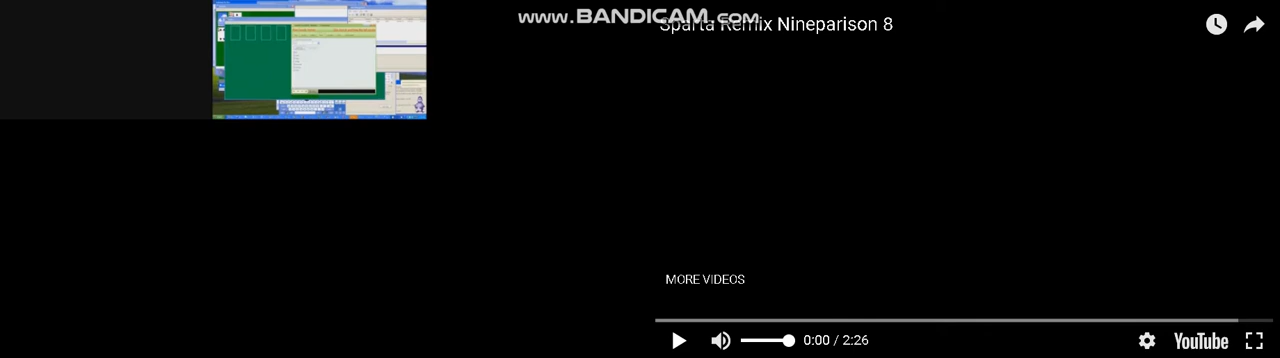 www.BANDICAM.com
Sparta Remix Nineparison 8
MORE VIDEOS
0:00 / 2:26
YouTube